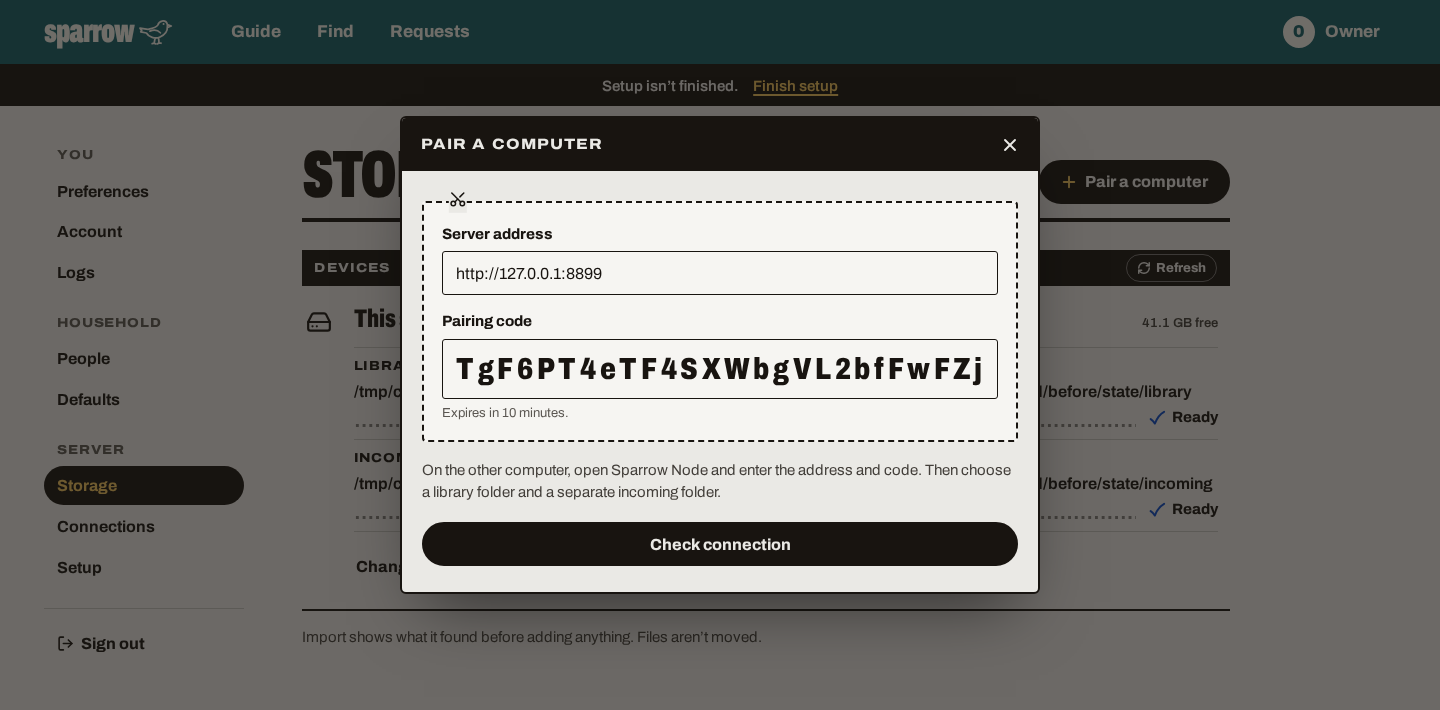 sparrow
Guide
Find
Requests
O
Owner
Setup isn't finished. Finish setup
PAIR A COMPUTER
YOU
Preferences
Account
Logs
HOUSEHOLD
People
Defaults
SERVER
Storage
Connections
Setup
Sign out
Pair a computer
DEVICES
Refresh
This
41.1 GB free
/before/state/library
Ready
/before/state/incoming
Ready
Server address
http://127.0.0.1:8899
Pairing code
TgF6PT4eTF4SXWbgVL2bfFwFZj
Expires in 10 minutes.
On the other computer, open Sparrow Node and enter the address and code. Then choose
a library folder and a separate incoming folder.
Check connection
Import shows what it found before adding anything. Files aren't moved.